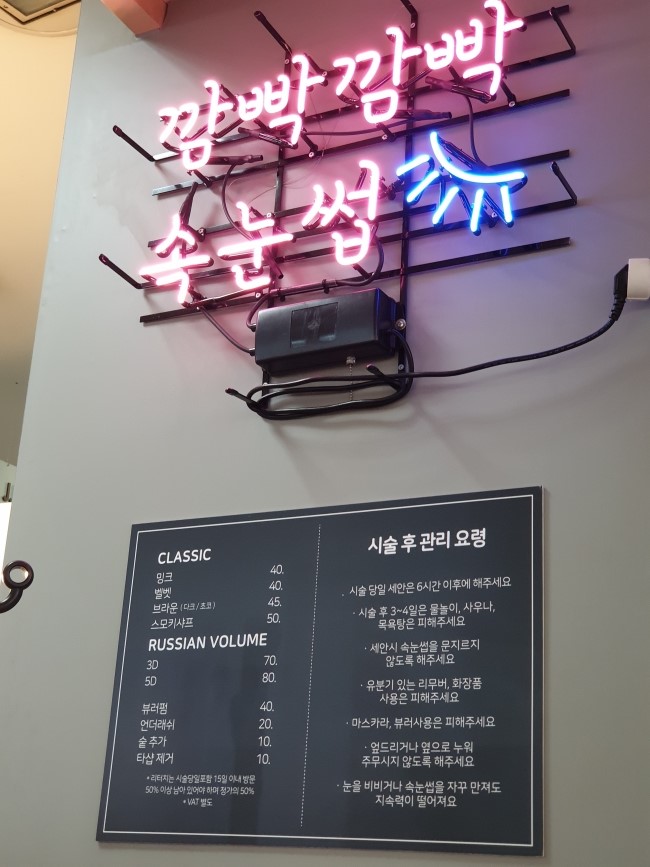 깜빡깜빡
속눈썹
CLASSIC
밍크 40.
벨벳 40.
브라운 (다크 / 초코) 45.
스모키샤프 50.
RUSSIAN VOLUME
3D 70.
5D 80.
뷰러펌 40.
언더래쉬 20.
숱 추가 10.
타샵 제거 10.
* 리터치는 시술당일포함 15일 이내 방문
50% 이상 남아 있어야 하며 정가의 50%
* VAT 별도
시술 후 관리 요령
. 시술 당일 세안은 6시간 이후에 해주세요
· 시술 후 3~4일은 물놀이, 사우나,
목욕탕은 피해주세요
· 세안시 속눈썹을 문지르지
않도록 해주세요
· 유분기 있는 리무버, 화장품
사용은 피해주세요
· 마스카라, 뷰러사용은 피해주세요
· 엎드리거나 옆으로 누워
주무시지 않도록 해주세요
· 눈을 비비거나 속눈썹을 자꾸 만져도
지속력이 떨어져요